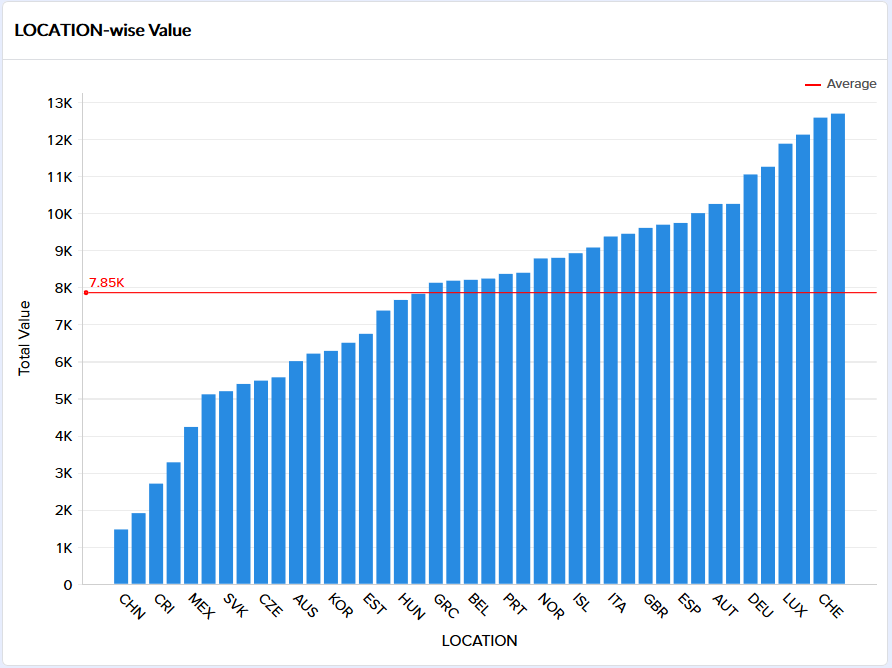 LOCATION-wise Value
Average
13K
12K
11K
10K
9K
8K
7.85K
7K
6K
5K
4K
3K
2K
1K
0
Total Value
CHN CRI MEX SVK CZE AUS KOR EST HUN GRC BEL PRT NOR ISL ITA GBR ESP AUT DEU LUX CHE
LOCATION